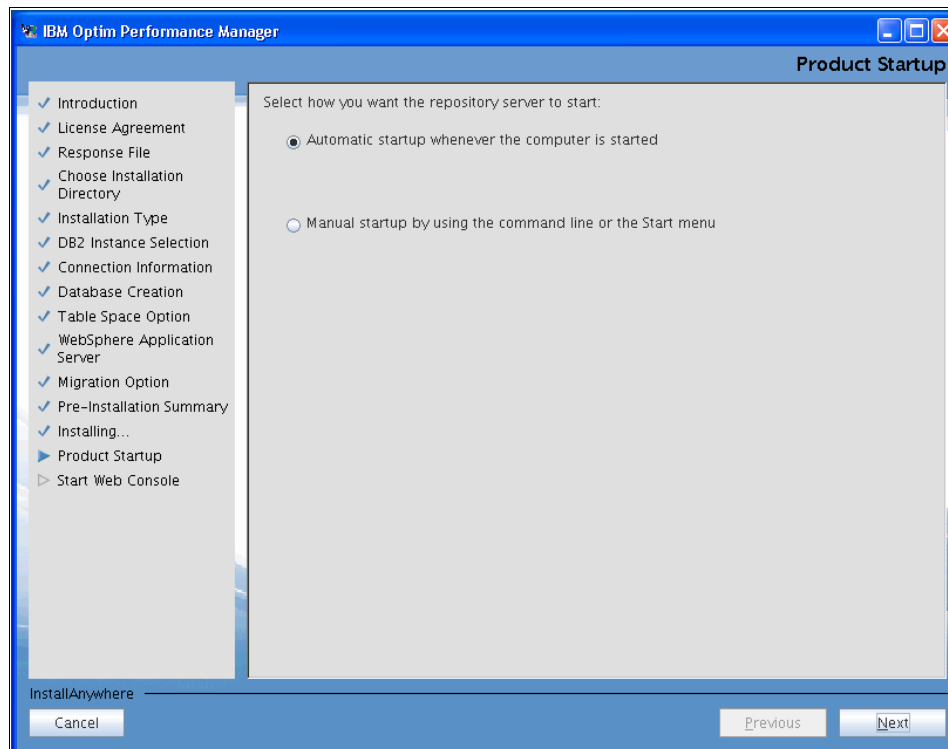 IBM Optim Performance Manager
Product Startup
Introduction
License Agreement
Response File
Choose Installation
Directory
Installation Type
DB2 Instance Selection
Connection Information
Database Creation
Table Space Option
WebSphere Application
Server
Migration Option
Pre-Installation Summary
Installing...
Product Startup
Start Web Console
Select how you want the repository server to start:
Automatic startup whenever the computer is started
Manual startup by using the command line or the Start menu
InstallAnywhere
Cancel
Previous
Next